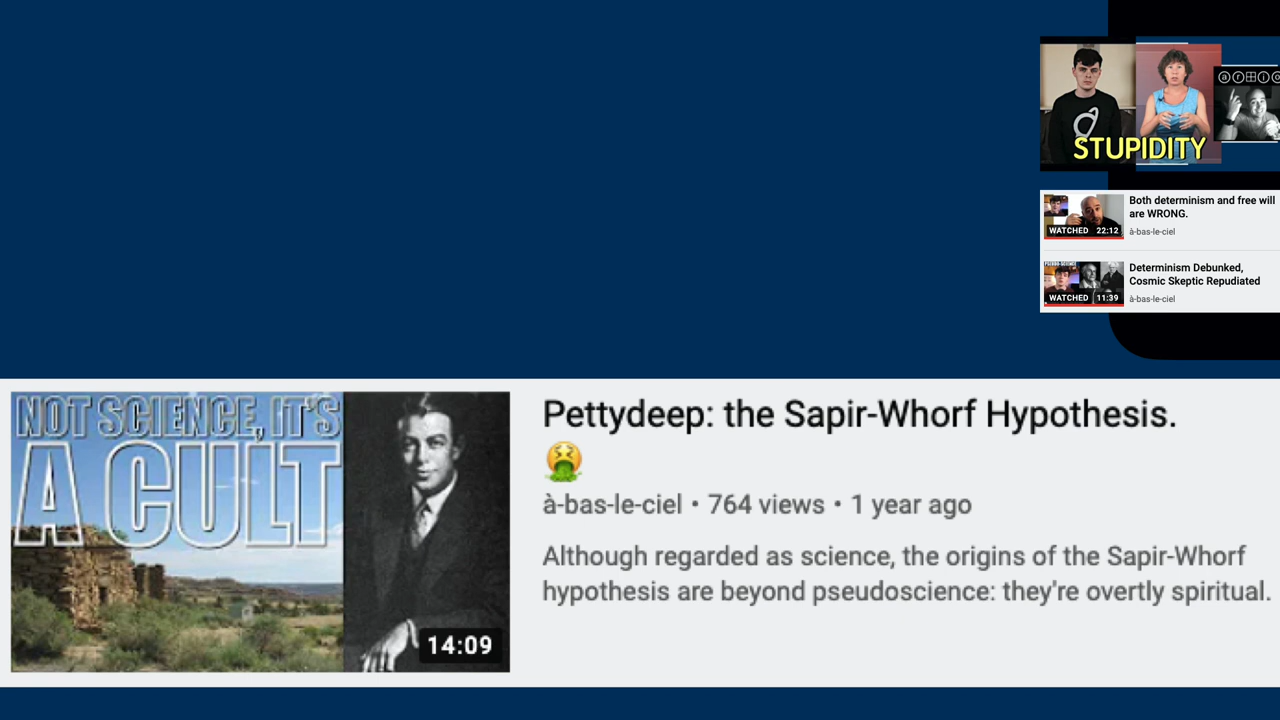 STUPIDITY
Both determinism and free will
are WRONG.
WATCHED 22:12
à-bas-le-ciel
Determinism Debunked,
Cosmic Skeptic Repudiated
WATCHED 11:39
à-bas-le-ciel
NOT SCIENCE, IT'S
A CULT
14:09
Pettydeep: the Sapir-Whorf Hypothesis.
🤮
à-bas-le-ciel • 764 views • 1 year ago
Although regarded as science, the origins of the Sapir-Whorf
hypothesis are beyond pseudoscience: they're overtly spiritual.